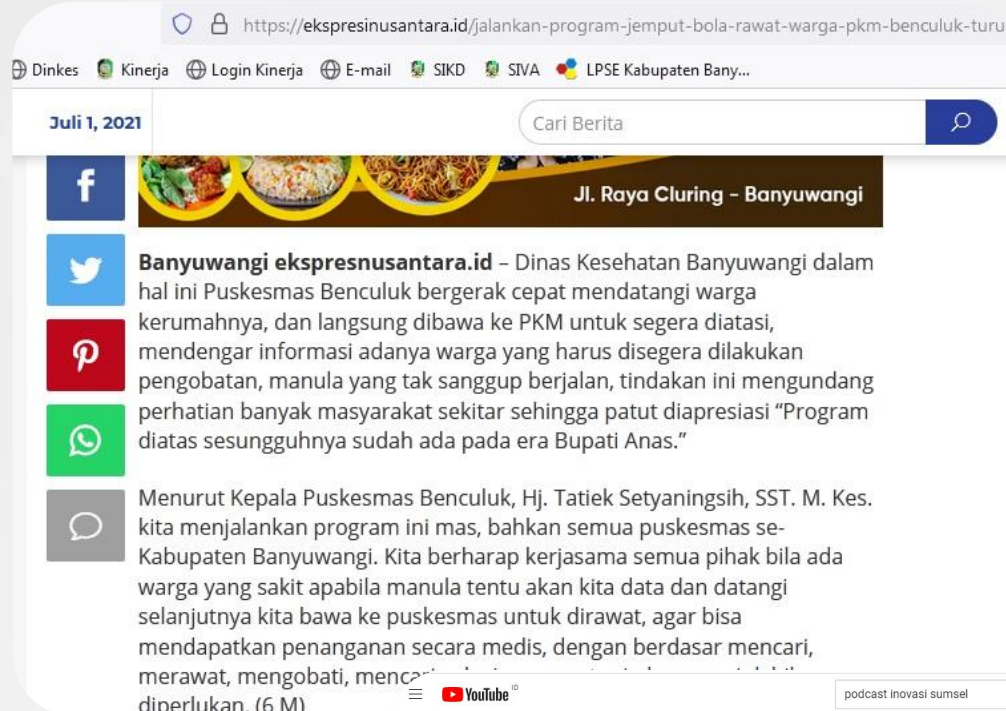 https://ekspresinusantara.id/jalankan-program-jemput-bola-rawat-warga-pkm-benculuk-turu
Dinkes Kinerja Login Kinerja E-mail SIKD SIVA LPSE Kabupaten Bany...
Juli 1, 2021
Cari Berita
Jl. Raya Cluring – Banyuwangi
Banyuwangi ekspresnusantara.id – Dinas Kesehatan Banyuwangi dalam
hal ini Puskesmas Benculuk bergerak cepat mendatangi warga
kerumahnya, dan langsung dibawa ke PKM untuk segera diatasi,
mendengar informasi adanya warga yang harus disegera dilakukan
pengobatan, manula yang tak sanggup berjalan, tindakan ini mengundang
perhatian banyak masyarakat sekitar sehingga patut diapresiasi “Program
diatas sesungguhnya sudah ada pada era Bupati Anas.”
Menurut Kepala Puskesmas Benculuk, Hj. Tatiek Setyaningsih, SST. M. Kes.
kita menjalankan program ini mas, bahkan semua puskesmas se-
Kabupaten Banyuwangi. Kita berharap kerjasama semua pihak bila ada
warga yang sakit apabila manula tentu akan kita data dan datangi
selanjutnya kita bawa ke puskesmas untuk dirawat, agar bisa
mendapatkan penanganan secara medis, dengan berdasar mencari,
merawat, mengobati,
diperlukan. (6 M)
YouTube ID
podcast inovasi sumsel